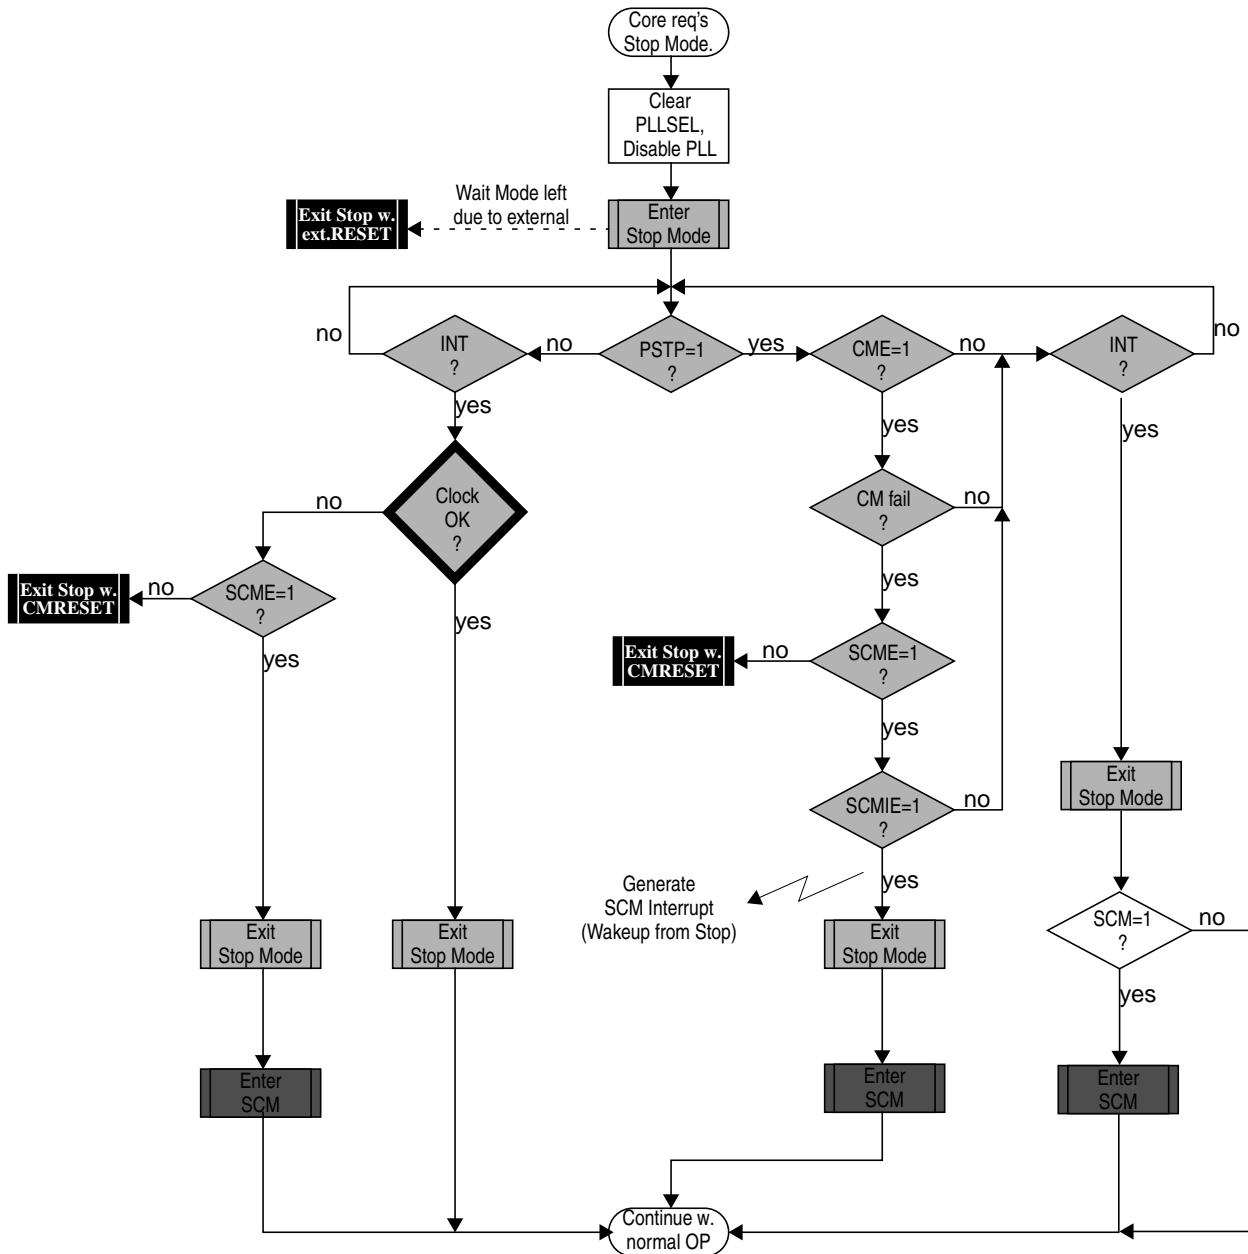 Core req's
Stop Mode.
Clear
PLLSEL,
Disable PLL
Wait Mode left
due to external
Exit Stop w.
ext.RESET
Enter
Stop Mode
no
INT
?
no
PSTP=1
?
yes
CME=1
?
no
INT
?
no
yes
yes
yes
Clock
OK
?
no
CM fail
?
no
yes
Exit Stop w.
CMRESET
no
SCME=1
?
yes
yes
Exit Stop w.
CMRESET
no
SCME=1
?
yes
SCMIE=1
?
no
Exit
Stop Mode
yes
Generate
SCM Interrupt
(Wakeup from Stop)
Exit
Stop Mode
Exit
Stop Mode
Exit
Stop Mode
SCM=1
?
no
yes
Enter
SCM
Enter
SCM
Enter
SCM
Continue w.
normal OP